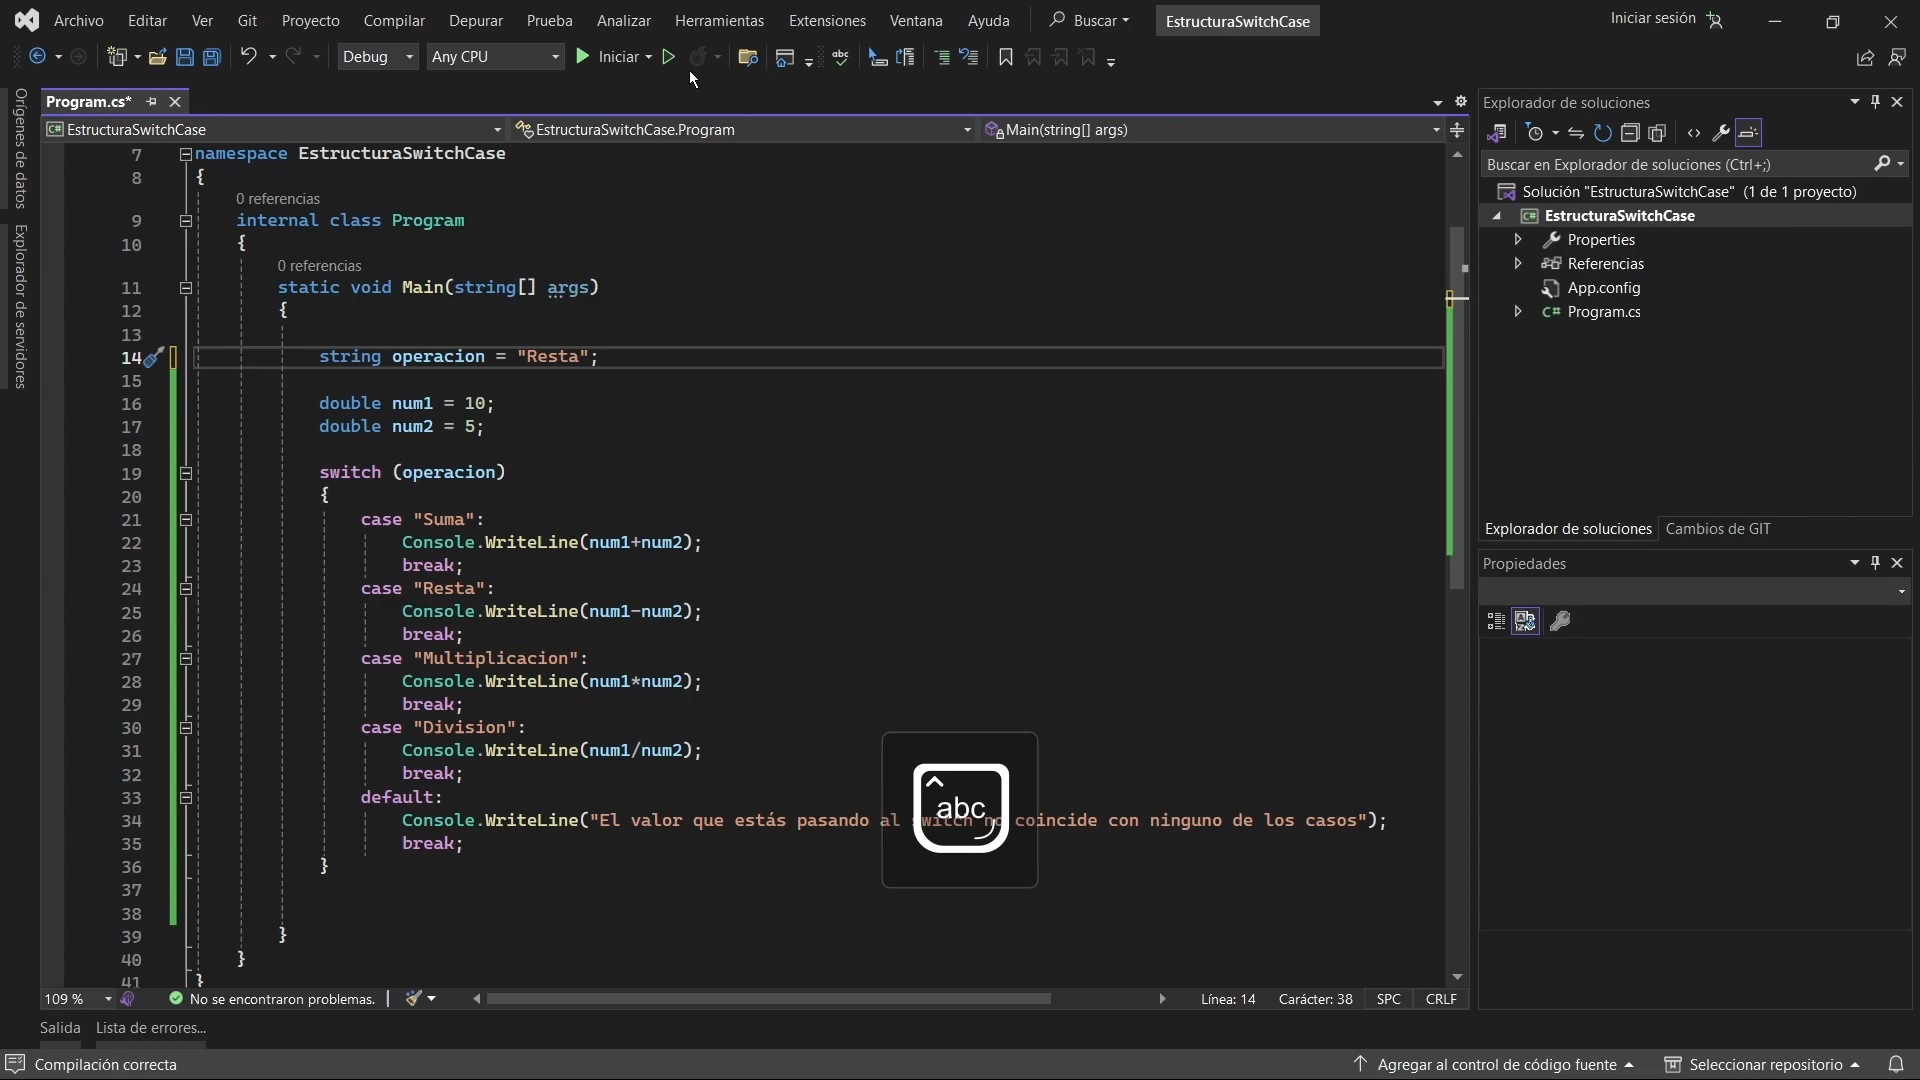 Archivo Editar Ver Git Proyecto Compilar Depurar Prueba Analizar Herramientas Extensiones Ventana Ayuda Buscar EstructuraSwitchCase Iniciar sesión
Debug Any CPU Iniciar abc
Orígenes de datos
Explorador de servidores
Program.cs*
EstructuraSwitchCase EstructuraSwitchCase.Program Main(string[] args)
7 namespace EstructuraSwitchCase
8 {
0 referencias
9 internal class Program
10 {
0 referencias
11 static void Main(string[] args)
12 {
13
14 string operacion = "Resta";
15
16 double num1 = 10;
17 double num2 = 5;
18
19 switch (operacion)
20 {
21 case "Suma":
22 Console.WriteLine(num1+num2);
23 break;
24 case "Resta":
25 Console.WriteLine(num1-num2);
26 break;
27 case "Multiplicacion":
28 Console.WriteLine(num1*num2);
29 break;
30 case "Division":
31 Console.WriteLine(num1/num2);
32 break;
33 default:
34 Console.WriteLine("El valor que estás pasando al switch no coincide con ninguno de los casos");
35 break;
36 }
37
38
39 }
40 }
41 }
abc
109 % No se encontraron problemas. Línea: 14 Carácter: 38 SPC CRLF
Salida Lista de errores...
Explorador de soluciones
Buscar en Explorador de soluciones (Ctrl+;)
Solución "EstructuraSwitchCase" (1 de 1 proyecto)
C# EstructuraSwitchCase
Properties
Referencias
App.config
C# Program.cs
Explorador de soluciones Cambios de GIT
Propiedades
Compilación correcta Agregar al control de código fuente Seleccionar repositorio